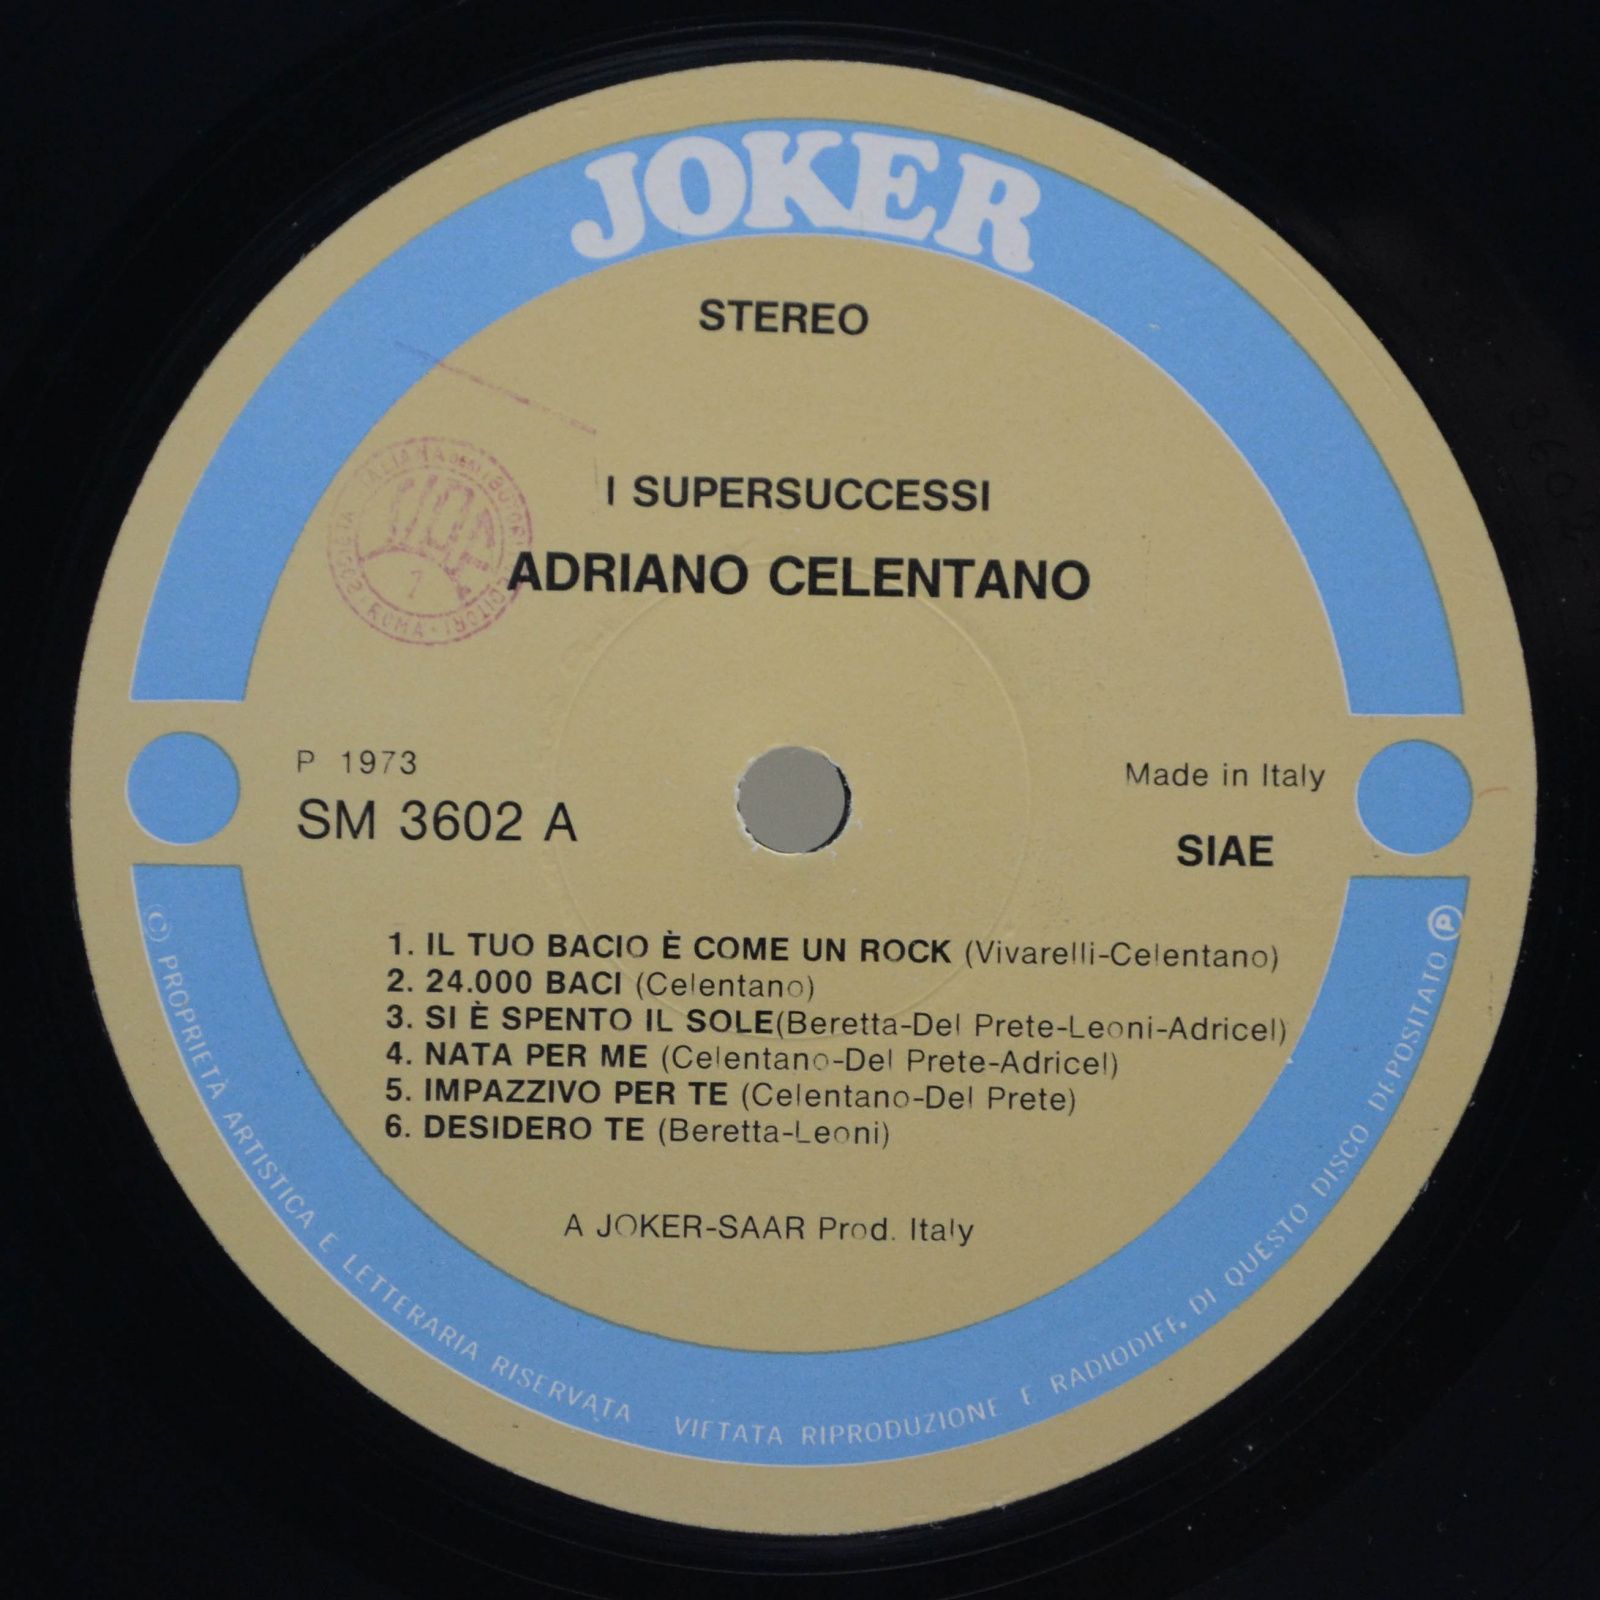 JOKER
STEREO
I SUPERSUCCESSI
ADRIANO CELENTANO
P 1973
SM 3602 A
Made in Italy
SIAE
1. IL TUO BACIO È COME UN ROCK (Vivarelli-Celentano)
2. 24.000 BACI (Celentano)
3. SI È SPENTO IL SOLE(Beretta-Del Prete-Leoni-Adricel)
4. NATA PER ME (Celentano-Del Prete-Adricel)
5. IMPAZZIVO PER TE (Celentano-Del Prete)
6. DESIDERO TE (Beretta-Leoni)
A JOKER-SAAR Prod. Italy
© PROPRIETÀ ARTISTICA E LETTERARIA RISERVATA VIETATA RIPRODUZIONE E RADIODIFF. DI QUESTO DISCO DEPOSITATO ℗
ROMA